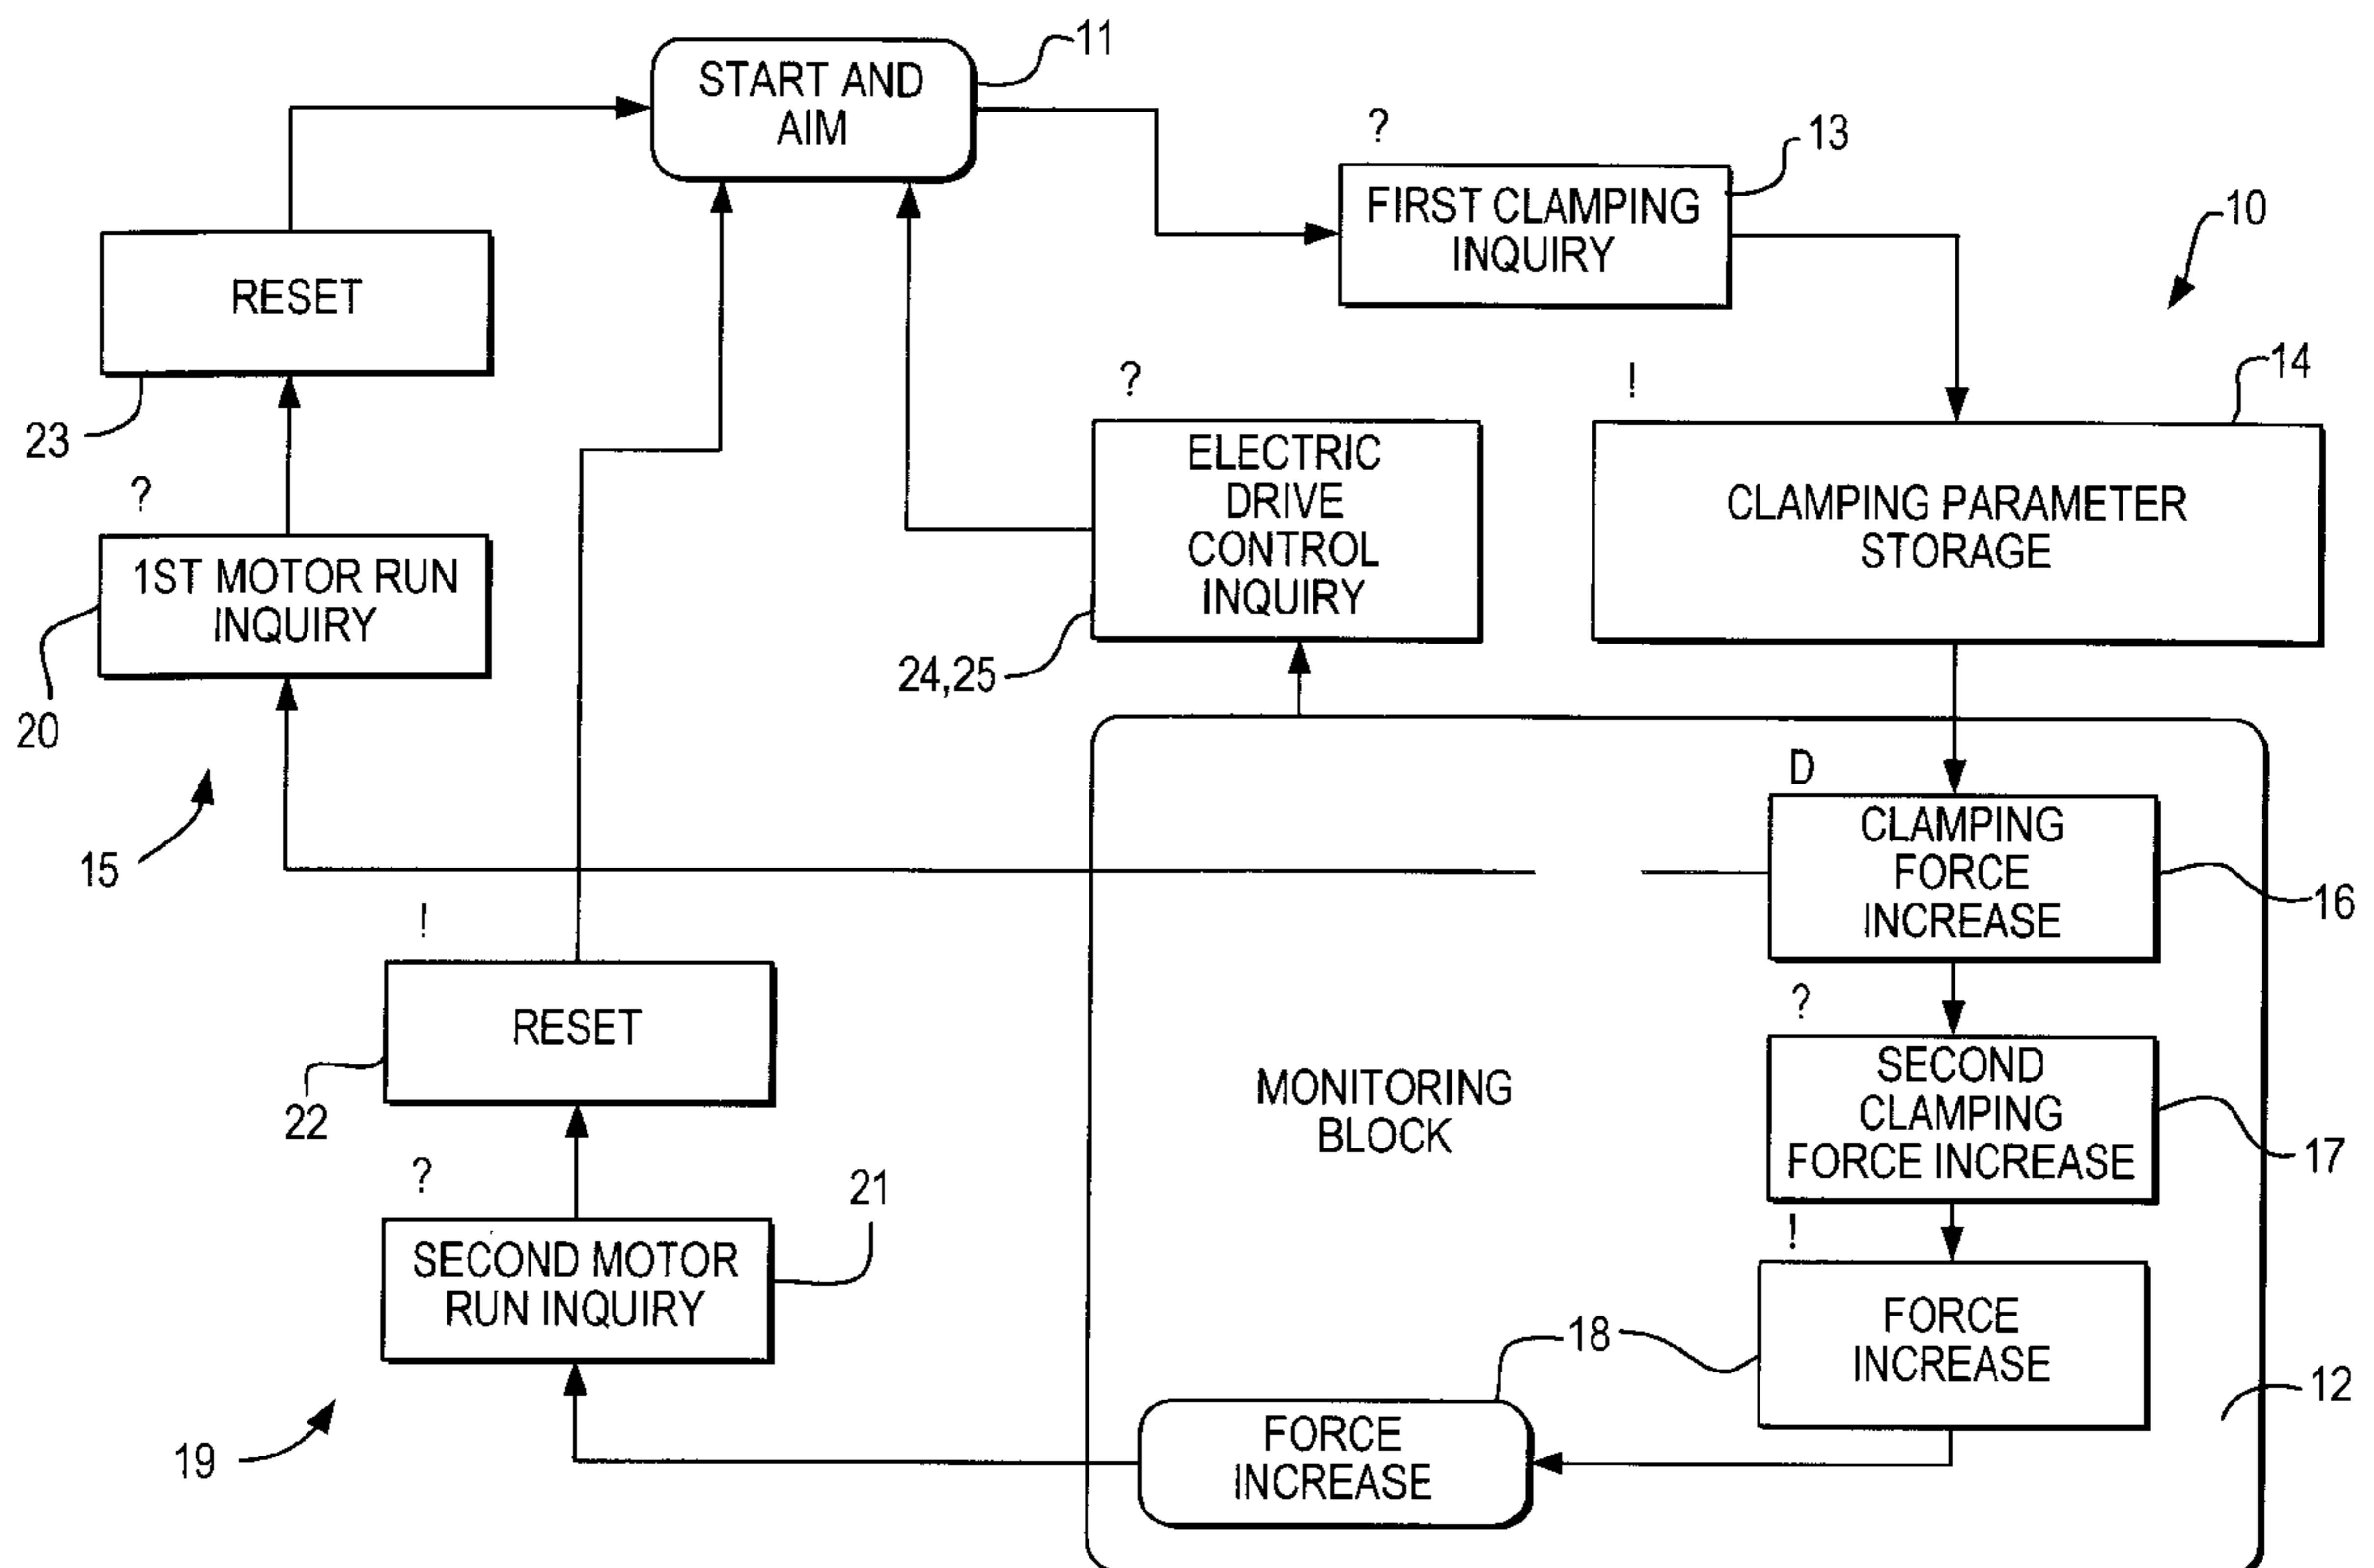 11
START AND
AIM
?
13
FIRST CLAMPING
INQUIRY
10
RESET
23
?
ELECTRIC
DRIVE
CONTROL
INQUIRY
24,25
!
14
CLAMPING PARAMETER
STORAGE
?
1ST MOTOR RUN
INQUIRY
20
15
D
CLAMPING
FORCE
INCREASE
16
!
RESET
22
?
SECOND
CLAMPING
FORCE INCREASE
17
MONITORING
BLOCK
?
21
SECOND MOTOR
RUN INQUIRY
19
!
FORCE
INCREASE
18
12
FORCE
INCREASE